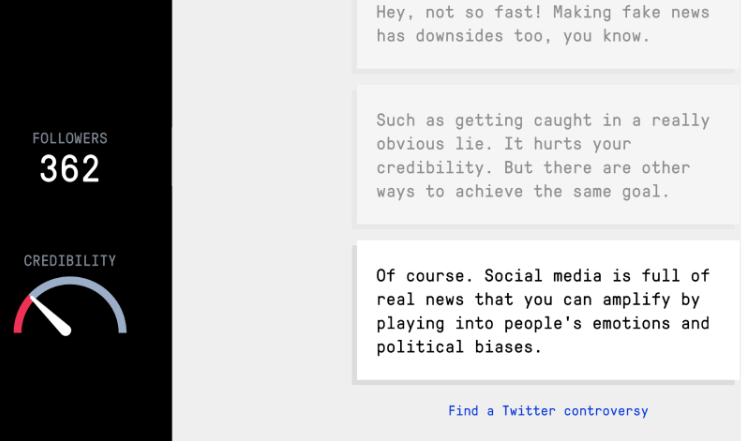 Hey, not so fast! Making fake news
has downsides too, you know.
Such as getting caught in a really
obvious lie. It hurts your
credibility. But there are other
ways to achieve the same goal.
FOLLOWERS
362
CREDIBILITY
Of course. Social media is full of
real news that you can amplify by
playing into people's emotions and
political biases.
Find a Twitter controversy